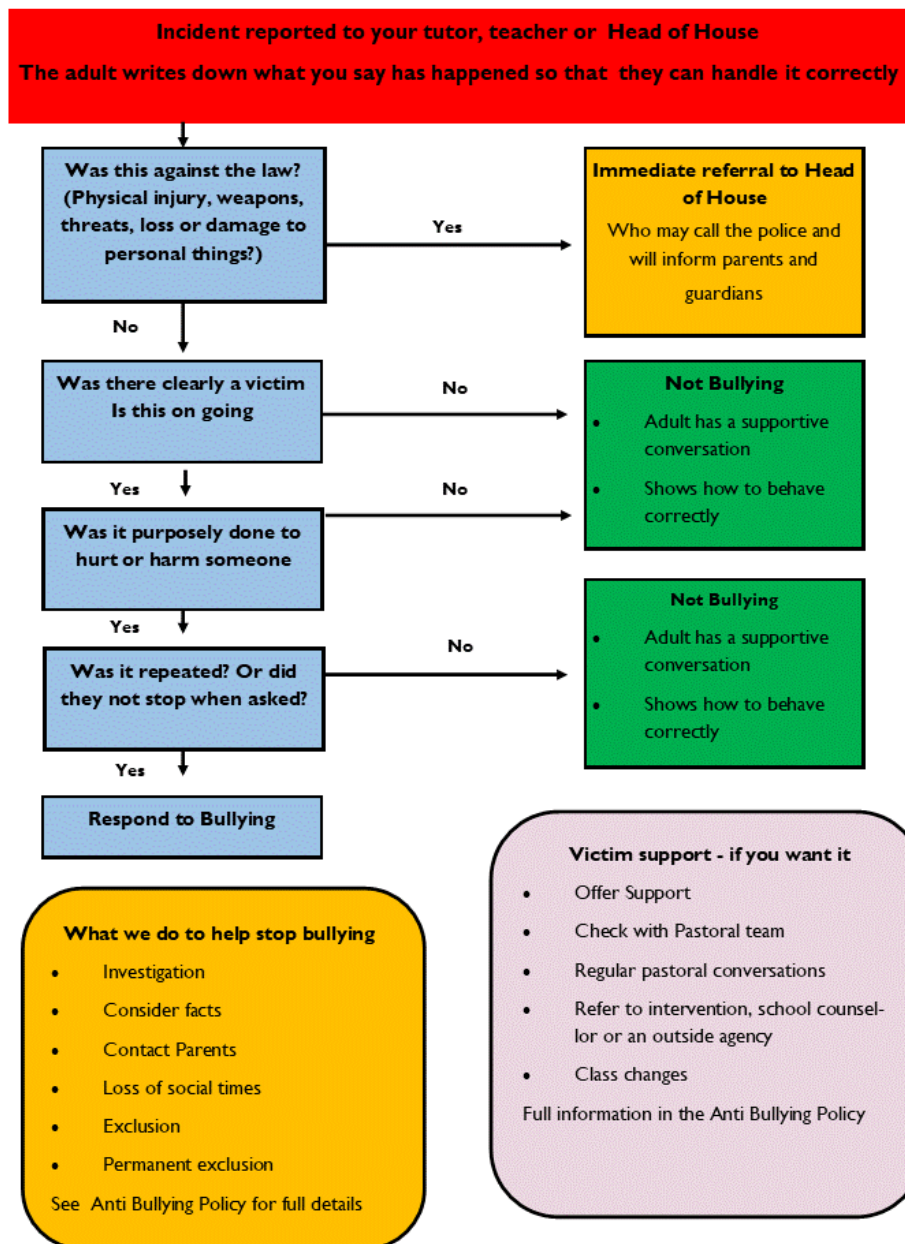 Incident reported to your tutor, teacher or Head of House
The adult writes down what you say has happened so that they can handle it correctly
Was this against the law?
(Physical injury, weapons,
threats, loss or damage to
personal things?)
Yes
Immediate referral to Head
of House
Who may call the police and
will inform parents and
guardians
No
Was there clearly a victim
Is this on going
No
Not Bullying
• Adult has a supportive
conversation
• Shows how to behave
correctly
Yes
No
Was it purposely done to
hurt or harm someone
Yes
No
Was it repeated? Or did
they not stop when asked?
Not Bullying
• Adult has a supportive
conversation
• Shows how to behave
correctly
Yes
Respond to Bullying
What we do to help stop bullying
• Investigation
• Consider facts
• Contact Parents
• Loss of social times
• Exclusion
• Permanent exclusion
See Anti Bullying Policy for full details
Victim support - if you want it
• Offer Support
• Check with Pastoral team
• Regular pastoral conversations
• Refer to intervention, school counsel-
lor or an outside agency
• Class changes
Full information in the Anti Bullying Policy